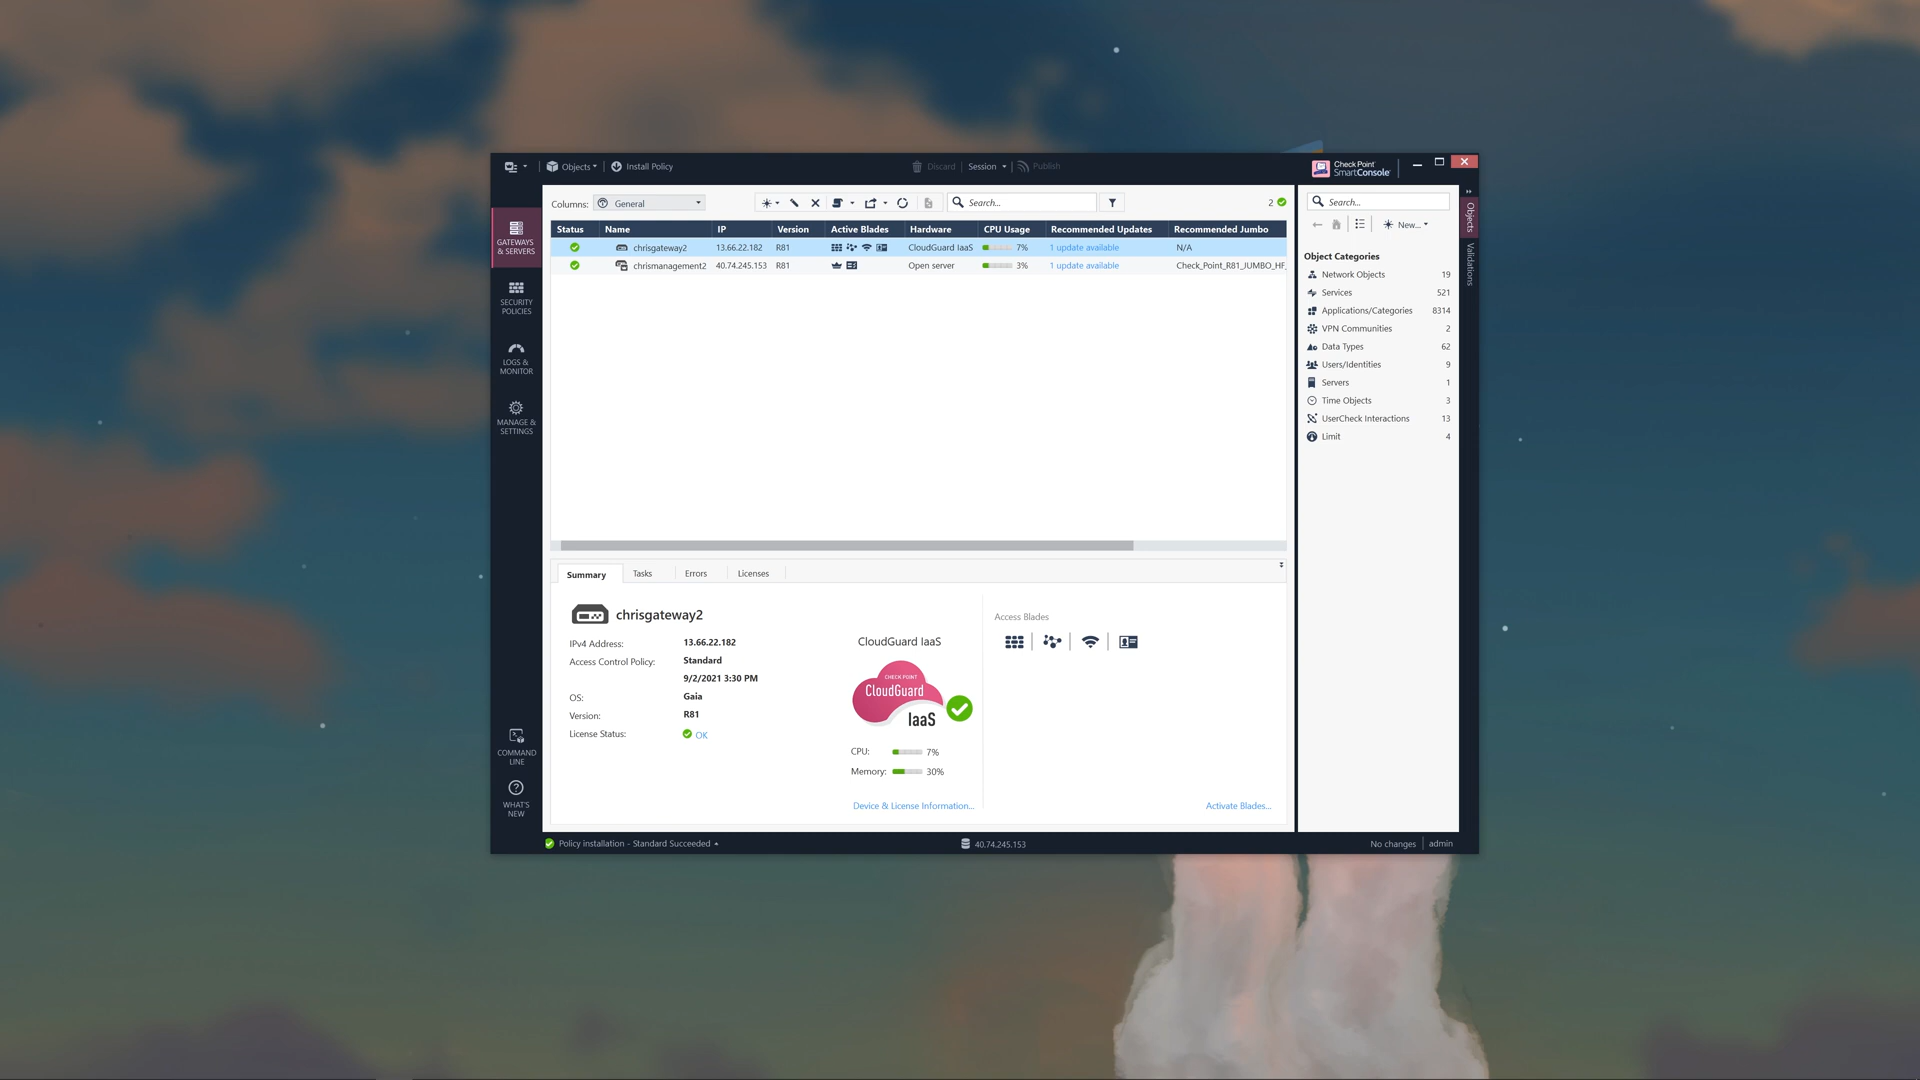 Objects
Install Policy
Discard
Session
Publish
Check Point
SmartConsole
GATEWAYS
& SERVERS
SECURITY
POLICIES
LOGS &
MONITOR
MANAGE &
SETTINGS
COMMAND
LINE
WHAT'S
NEW
Columns: General
Search...
2
Status Name IP Version Active Blades Hardware CPU Usage Recommended Updates Recommended Jumbo
chrisgateway2 13.66.22.182 R81 CloudGuard IaaS 7% 1 update available N/A
chrismanagement2 40.74.245.153 R81 Open server 3% 1 update available Check_Point_R81_JUMBO_HF_
Summary Tasks Errors Licenses
chrisgateway2
IPv4 Address: 13.66.22.182
Access Control Policy: Standard
9/2/2021 3:30 PM
OS: Gaia
Version: R81
License Status: OK
CloudGuard IaaS
CHECK POINT
CloudGuard
IaaS
CPU: 7%
Memory: 30%
Device & License Information...
Access Blades
Activate Blades...
Search...
New...
Object Categories
Network Objects 19
Services 521
Applications/Categories 8314
VPN Communities 2
Data Types 62
Users/Identities 9
Servers 1
Time Objects 3
UserCheck Interactions 13
Limit 4
Objects
Validations
Policy installation - Standard Succeeded
40.74.245.153
No changes
admin